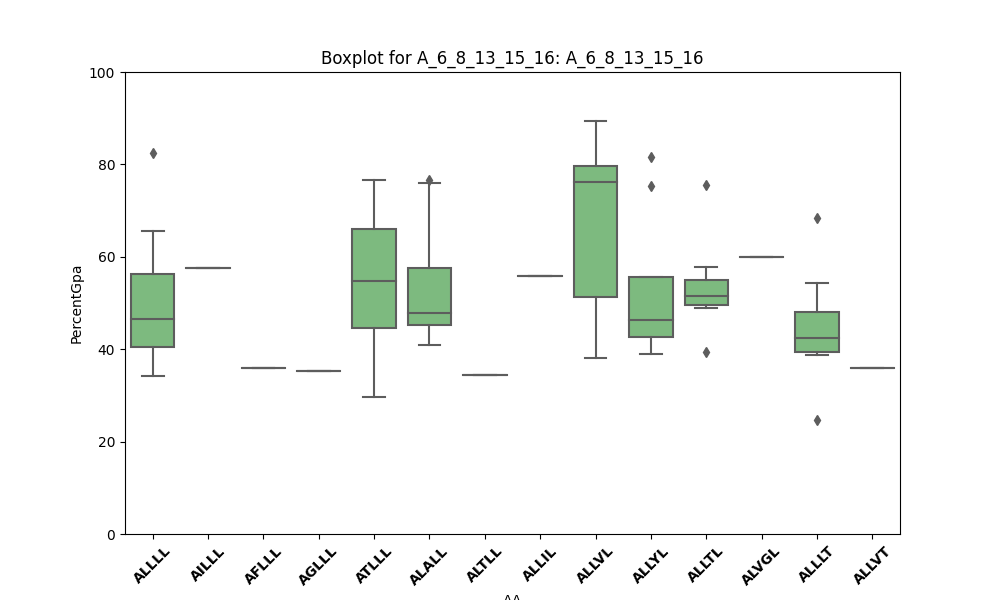 Boxplot for A_6_8_13_15_16: A_6_8_13_15_16
100
80
60
40
20
0
PercentGpa
ALLLL
AILLL
AFLLL
AGLLL
ATLLL
ALALL
ALTLL
ALLIL
ALLVL
ALLYL
ALLTL
ALVGL
ALLLT
ALLVT
AA